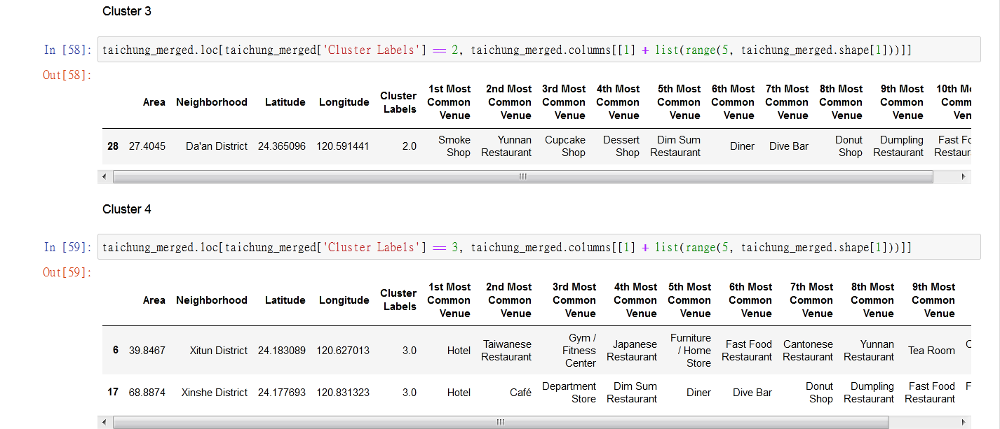 Cluster 3
In [58]: taichung_merged.loc[taichung_merged['Cluster Labels'] == 2, taichung_merged.columns[[1] + list(range(5, taichung_merged.shape[1]))]]
Out[58]:
Area Neighborhood Latitude Longitude Cluster Labels 1st Most Common Venue 2nd Most Common Venue 3rd Most Common Venue 4th Most Common Venue 5th Most Common Venue 6th Most Common Venue 7th Most Common Venue 8th Most Common Venue 9th Most Common Venue 10th
28 27.4045 Da'an District 24.365096 120.591441 2.0 Smoke Shop Yunnan Restaurant Cupcake Shop Dessert Shop Dim Sum Restaurant Diner Dive Bar Donut Shop Dumpling Restaurant Fast
Cluster 4
In [59]: taichung_merged.loc[taichung_merged['Cluster Labels'] == 3, taichung_merged.columns[[1] + list(range(5, taichung_merged.shape[1]))]]
Out[59]:
Area Neighborhood Latitude Longitude Cluster Labels 1st Most Common Venue 2nd Most Common Venue 3rd Most Common Venue 4th Most Common Venue 5th Most Common Venue 6th Most Common Venue 7th Most Common Venue 8th Most Common Venue 9th Most Common Venue
6 39.8467 Xitun District 24.183089 120.627013 3.0 Hotel Taiwanese Restaurant Gym / Fitness Center Japanese Restaurant Furniture / Home Store Fast Food Restaurant Cantonese Restaurant Yunnan Restaurant Tea Room
17 68.8874 Xinshe District 24.177693 120.831323 3.0 Hotel Café Department Store Dim Sum Restaurant Diner Dive Bar Donut Shop Dumpling Restaurant Fast Food Restaurant